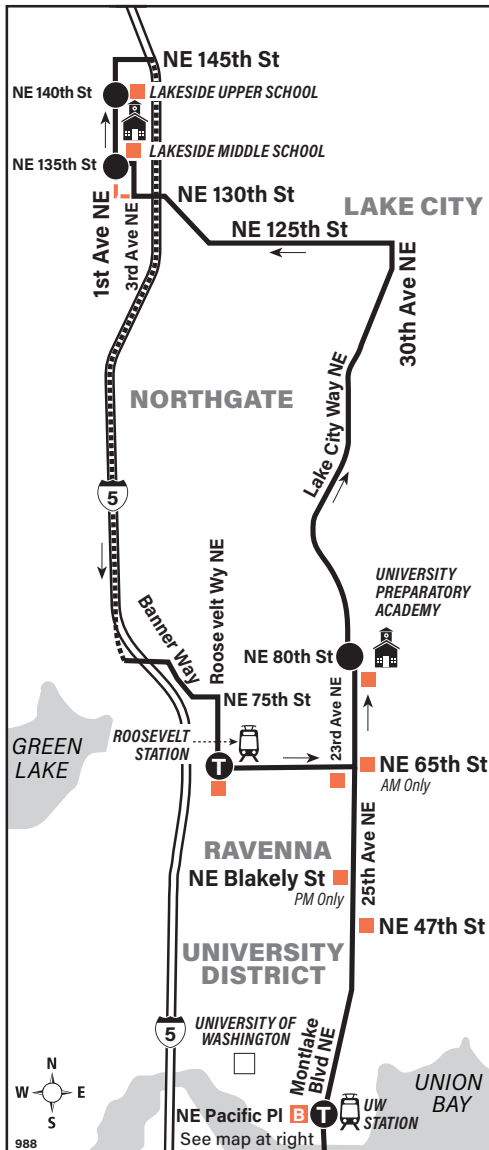 NE 145th St
NE 140th St
LAKESIDE UPPER SCHOOL
NE 135th St
LAKESIDE MIDDLE SCHOOL
1st Ave NE
3rd Ave NE
NE 130th St
LAKE CITY
NE 125th St
30th Ave NE
NORTHGATE
Lake City Way NE
5
UNIVERSITY
PREPARATORY
ACADEMY
Banner Way
Roosevelt Wy NE
NE 80th St
NE 75th St
23rd Ave NE
GREEN
LAKE
ROOSEVELT
STATION
T
NE 65th St
AM Only
RAVENNA
NE Blakely St
PM Only
25th Ave NE
NE 47th St
UNIVERSITY
DISTRICT
5
UNIVERSITY OF
WASHINGTON
Montlake
Blvd NE
N
W E
S
UNION
BAY
NE Pacific Pl B T
UW
STATION
See map at right
988